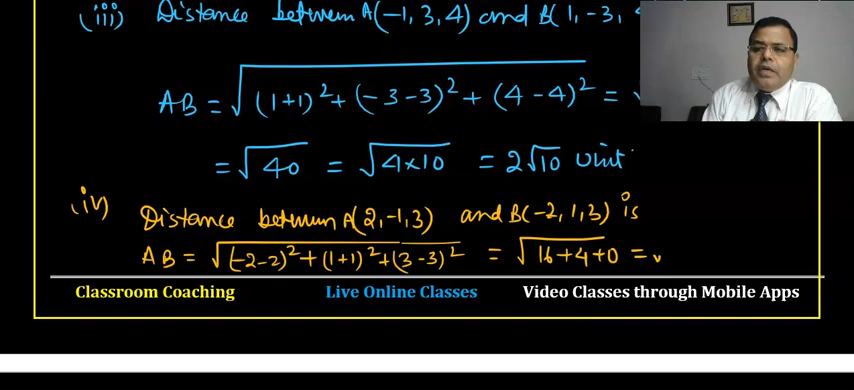 (iii) Distance between A(-1, 3, 4) and B(1, -3,
AB = √(1+1)² + (-3-3)² + (4-4)² =
= √40 = √4×10 = 2√10 unit
(iv) Distance between A(2, -1, 3) and B(-2, 1, 3) is
AB = √(-2-2)² + (1+1)² + (3-3)² = √16+4+0 =
Classroom Coaching Live Online Classes Video Classes through Mobile Apps